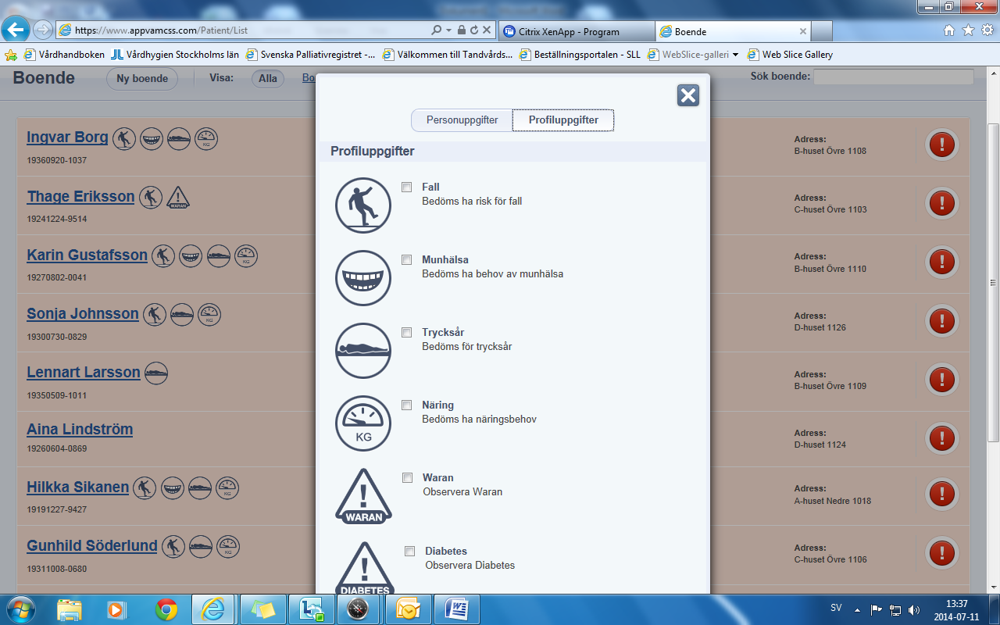 https://www.appvamcss.com/Patient/List
Citrix XenApp - Program
Boende
Vårdhandboken
Vårdhygien Stockholms län
Svenska Palliativregistret -...
Välkommen till Tandvårds...
Beställningsportalen - SLL
WebSlice-galleri
Web Slice Gallery
Boende
Ny boende
Visa:
Alla
Bo
Sök boende:
Personuppgifter
Profiluppgifter
Profiluppgifter
Fall
Bedöms ha risk för fall
Munhälsa
Bedöms ha behov av munhälsa
Trycksår
Bedöms för trycksår
KG
Näring
Bedöms ha näringsbehov
WARAN
Waran
Observera Waran
DIABETES
Diabetes
Observera Diabetes
Ingvar Borg
KG
19360920-1037
Adress:
B-huset Övre 1108
Thage Eriksson
WARAN
19241224-9514
Adress:
C-huset Övre 1103
Karin Gustafsson
KG
19270802-0041
Adress:
B-huset Övre 1110
Sonja Johnsson
KG
19300730-0829
Adress:
D-huset 1126
Lennart Larsson
19350509-1011
Adress:
B-huset Övre 1109
Aina Lindström
19260604-0869
Adress:
D-huset 1124
Hilkka Sikanen
KG
19191227-9427
Adress:
A-huset Nedre 1018
Gunhild Söderlund
KG
19311008-0680
Adress:
C-huset Övre 1106
SV
13:37
2014-07-11